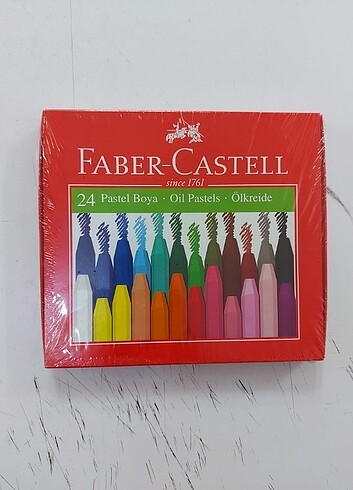 FABER-CASTELL
since 1761
24 Pastel Boya · Oil Pastels · Ölkreide